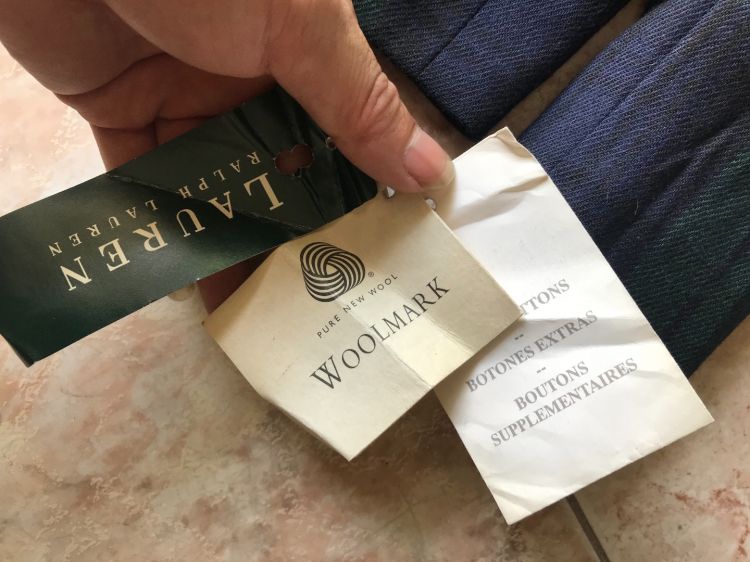 LAUREN
RALPH LAUREN
®
PURE NEW WOOL
WOOLMARK
--
BOTONES EXTRAS
--
BOUTONS
SUPPLEMENTAIRES